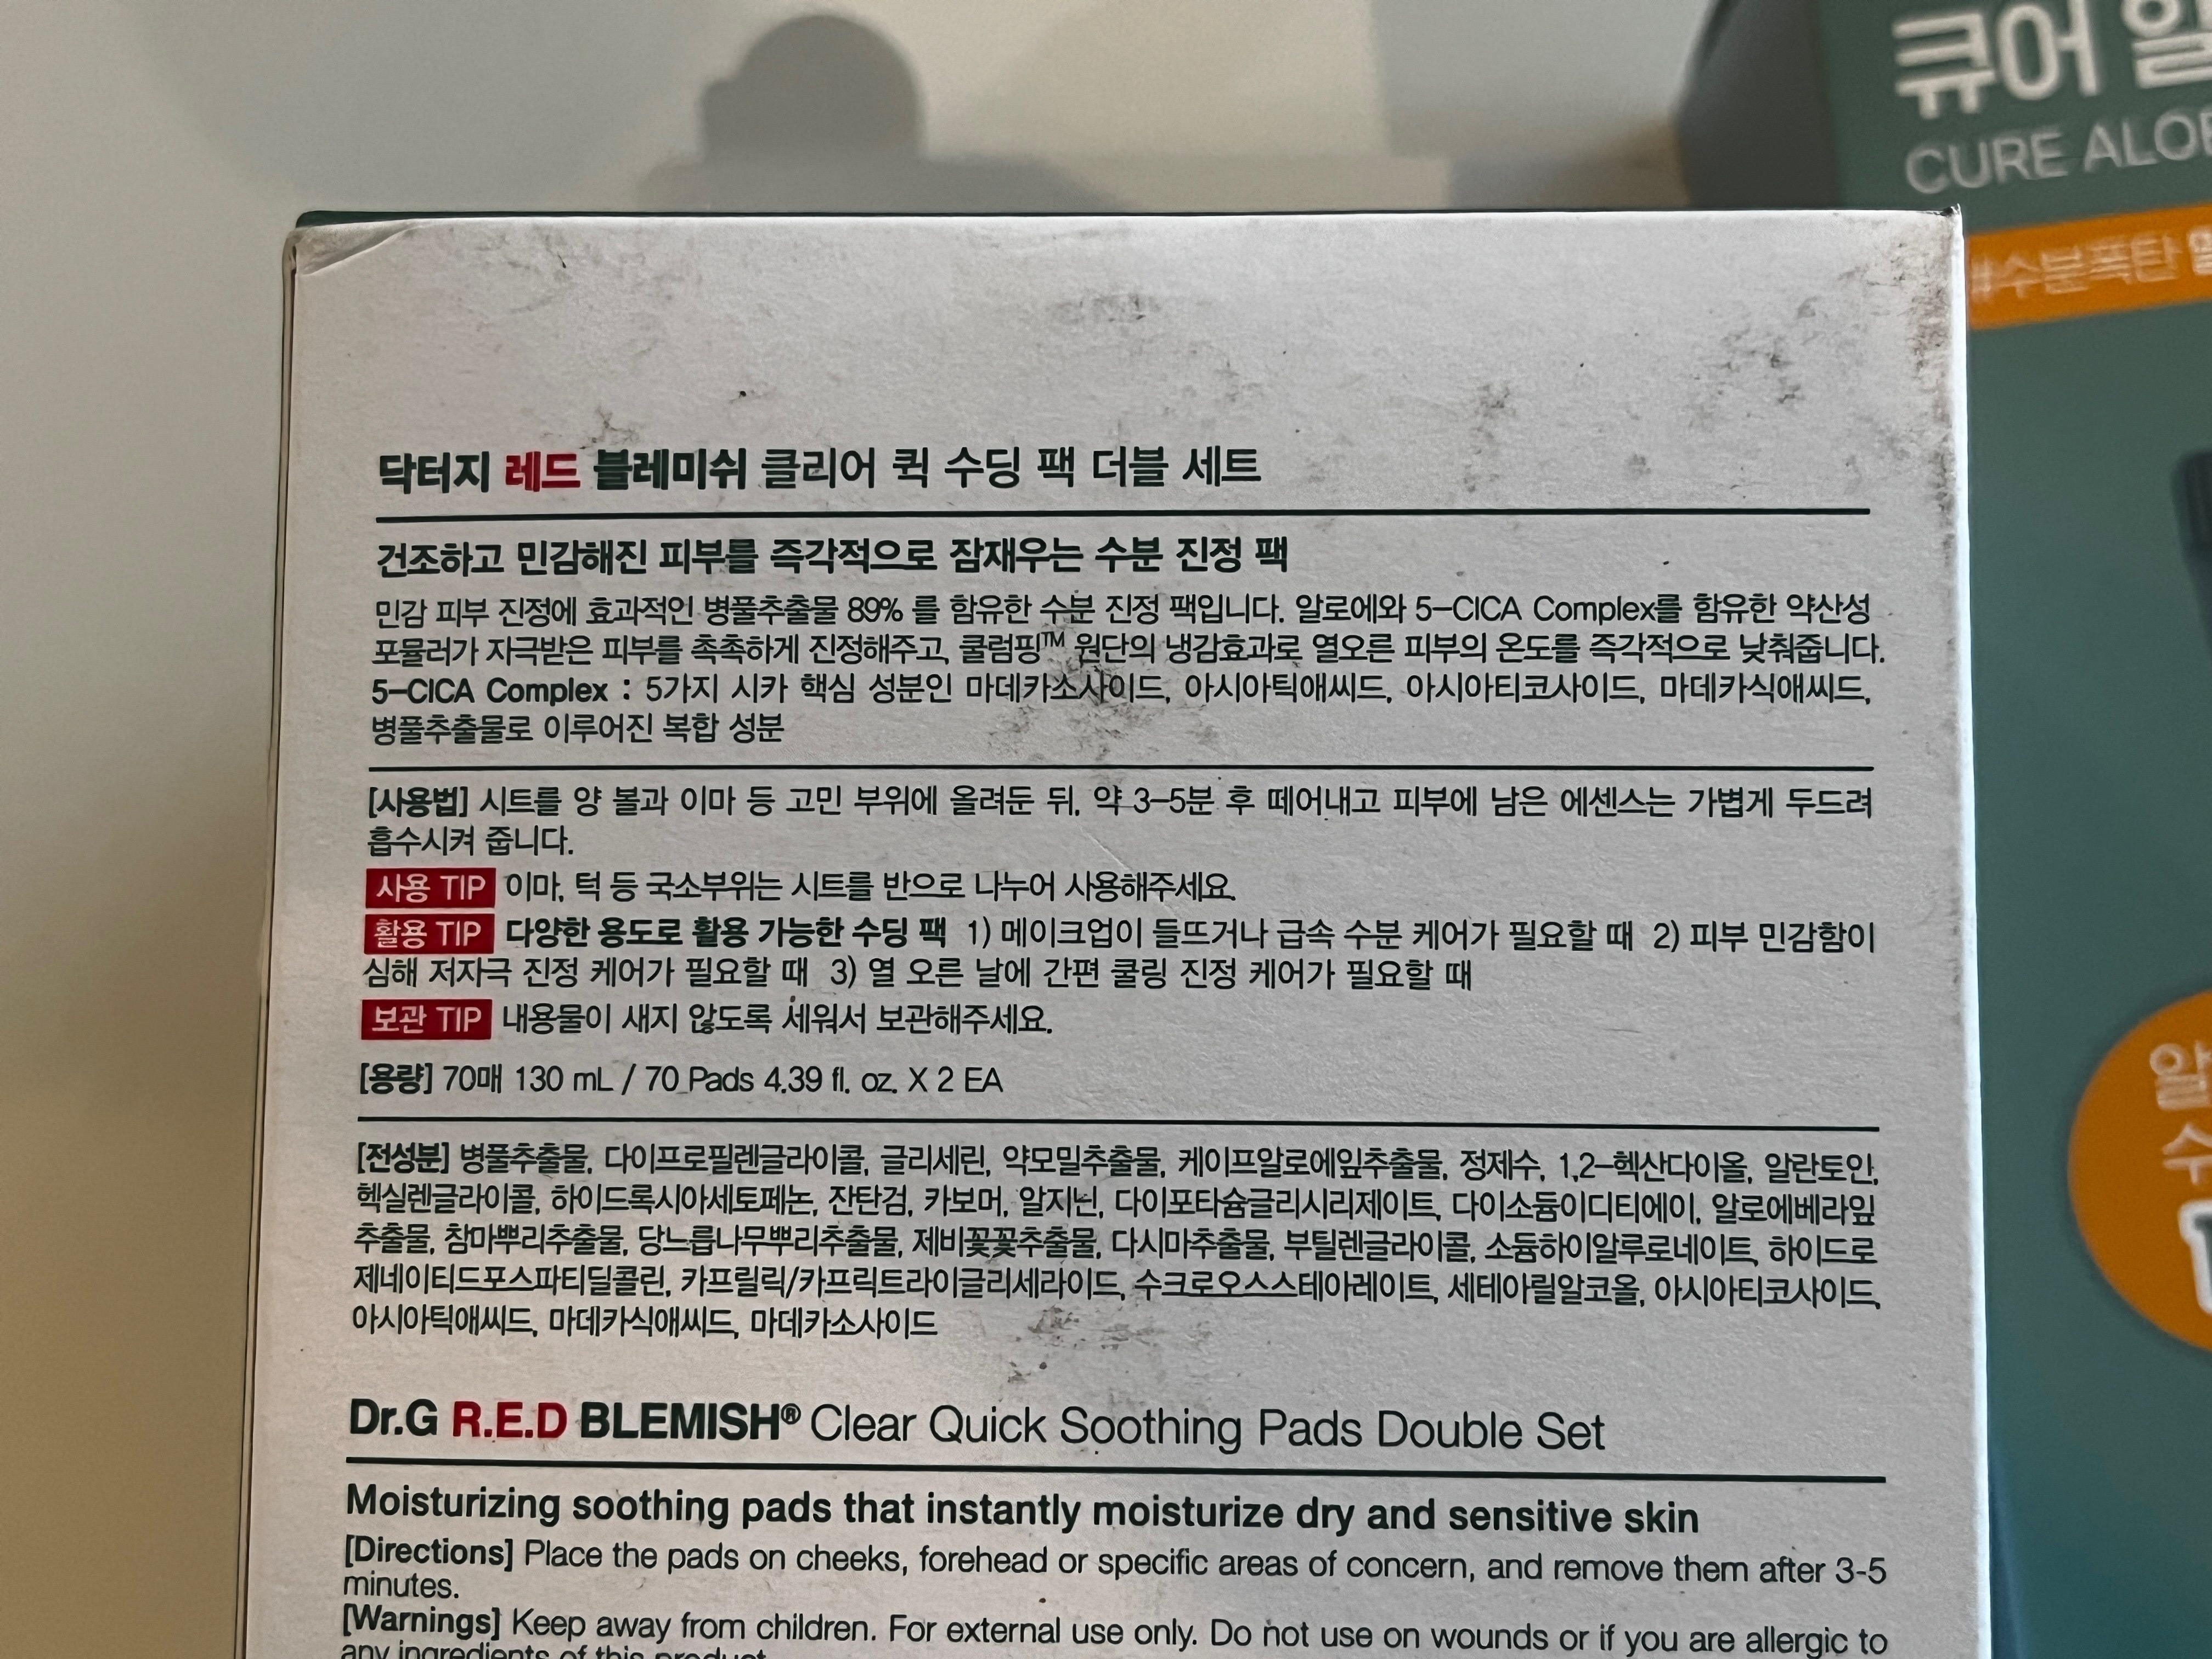 큐어
CURE ALOE
#수분폭탄
닥터지 레드 블레미쉬 클리어 퀵 수딩 팩 더블 세트
건조하고 민감해진 피부를 즉각적으로 잠재우는 수분 진정 팩
민감 피부 진정에 효과적인 병풀추출물 89% 를 함유한 수분 진정 팩입니다. 알로에와 5-CICA Complex를 함유한 약산성
포뮬러가 자극받은 피부를 촉촉하게 진정해주고, 쿨럼핑™ 원단의 냉감효과로 열오른 피부의 온도를 즉각적으로 낮춰줍니다.
5-CICA Complex : 5가지 시카 핵심 성분인 마데카소사이드, 아시아틱애씨드, 아시아티코사이드, 마데카식애씨드,
병풀추출물로 이루어진 복합 성분
[사용법] 시트를 양 볼과 이마 등 고민 부위에 올려둔 뒤, 약 3-5분 후 떼어내고 피부에 남은 에센스는 가볍게 두드려
흡수시켜 줍니다.
사용 TIP 이마, 턱 등 국소부위는 시트를 반으로 나누어 사용해주세요.
활용 TIP 다양한 용도로 활용 가능한 수딩 팩 1) 메이크업이 들뜨거나 급속 수분 케어가 필요할 때 2) 피부 민감함이
심해 저자극 진정 케어가 필요할 때 3) 열 오른 날에 간편 쿨링 진정 케어가 필요할 때
보관 TIP 내용물이 새지 않도록 세워서 보관해주세요.
[용량] 70매 130 mL / 70 Pads 4.39 fl. oz. X 2 EA
[전성분] 병풀추출물, 다이프로필렌글라이콜, 글리세린, 약모밀추출물, 케이프알로에잎추출물, 정제수, 1,2-헥산다이올, 알란토인,
헥실렌글라이콜, 하이드록시아세토페논, 잔탄검, 카보머, 알지닌, 다이포타슘글리시리제이트, 다이소듐이디티에이, 알로에베라잎
추출물, 참마뿌리추출물, 당느릅나무뿌리추출물, 제비꽃꽃추출물, 다시마추출물, 부틸렌글라이콜, 소듐하이알루로네이트, 하이드로
제네이티드포스파티딜콜린, 카프릴릭/카프릭트라이글리세라이드, 수크로오스스테아레이트, 세테아릴알코올, 아시아티코사이드,
아시아틱애씨드, 마데카식애씨드, 마데카소사이드
Dr.G R.E.D BLEMISH® Clear Quick Soothing Pads Double Set
Moisturizing soothing pads that instantly moisturize dry and sensitive skin
[Directions] Place the pads on cheeks, forehead or specific areas of concern, and remove them after 3-5
minutes.
[Warnings] Keep away from children. For external use only. Do not use on wounds or if you are allergic to
any ingredients of this product.